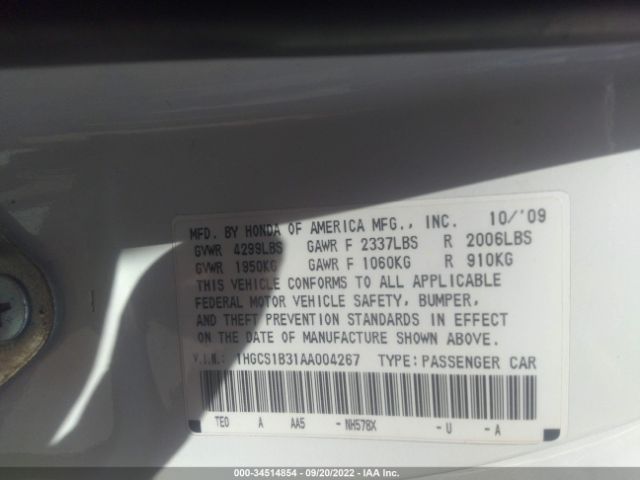 MFD. BY HONDA OF AMERICA MFG., INC. 10/'09
GVWR 4299LBS GAWR F 2337LBS R 2006LBS
GVWR 1950KG GAWR F 1060KG R 910KG
THIS VEHICLE CONFORMS TO ALL APPLICABLE
FEDERAL MOTOR VEHICLE SAFETY, BUMPER,
AND THEFT PREVENTION STANDARDS IN EFFECT
ON THE DATE OF MANUFACTURE SHOWN ABOVE.
V.I.N.: 1HGCS1B31AA004267 TYPE: PASSENGER CAR
TE0 A AA5 - NH578X - U - A
000-34514854 - 09/20/2022 - IAA Inc.